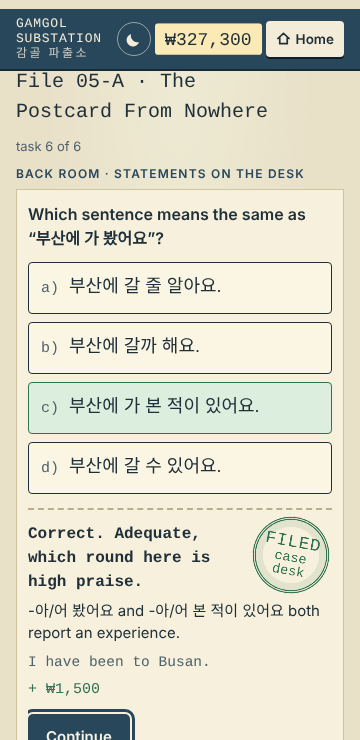 GAMGOL
SUBSTATION
감골 파출소
₩327,300
Home
File 05-A · The
Postcard From Nowhere
task 6 of 6
BACK ROOM · STATEMENTS ON THE DESK
Which sentence means the same as
“부산에 가 봤어요”?
a) 부산에 갈 줄 알아요.
b) 부산에 갈까 해요.
c) 부산에 가 본 적이 있어요.
d) 부산에 갈 수 있어요.
Correct. Adequate,
which round here is
high praise.
FILED
case
desk
-아/어 봤어요 and -아/어 본 적이 있어요 both
report an experience.
I have been to Busan.
+ ₩1,500
Continue